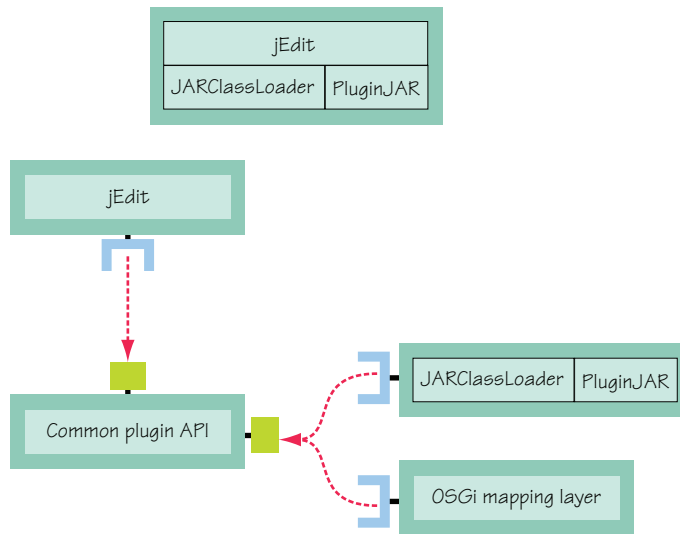 jEdit
JARClassLoader
PluginJAR
jEdit
Common plugin API
JARClassLoader
PluginJAR
OSGi mapping layer